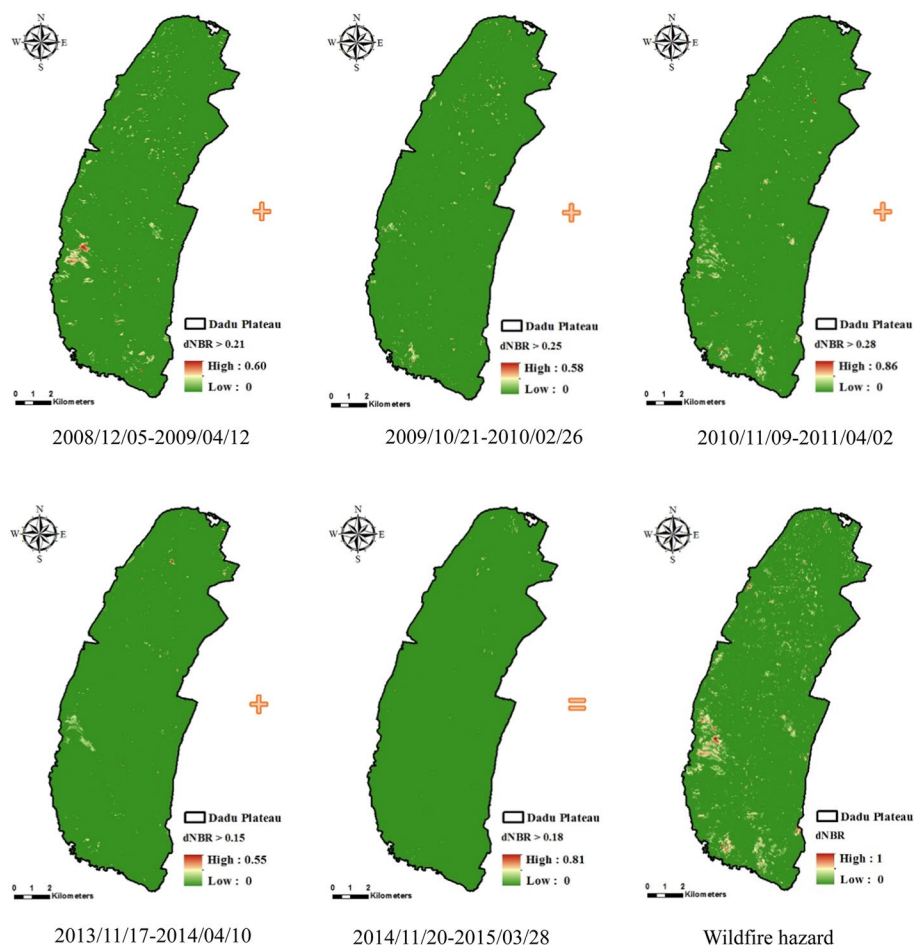 N
W E
S
Dadu Plateau
dNBR > 0.21
High : 0.60
Low : 0
0 1 2
Kilometers
2008/12/05-2009/04/12
N
W E
S
Dadu Plateau
dNBR > 0.25
High : 0.58
Low : 0
0 1 2
Kilometers
2009/10/21-2010/02/26
N
W E
S
Dadu Plateau
dNBR > 0.28
High : 0.86
Low : 0
0 1 2
Kilometers
2010/11/09-2011/04/02
N
W E
S
Dadu Plateau
dNBR > 0.15
High : 0.55
Low : 0
0 1 2
Kilometers
2013/11/17-2014/04/10
N
W E
S
Dadu Plateau
dNBR > 0.18
High : 0.81
Low : 0
0 1 2
Kilometers
2014/11/20-2015/03/28
N
W E
S
Dadu Plateau
dNBR
High : 1
Low : 0
0 1 2
Kilometers
Wildfire hazard